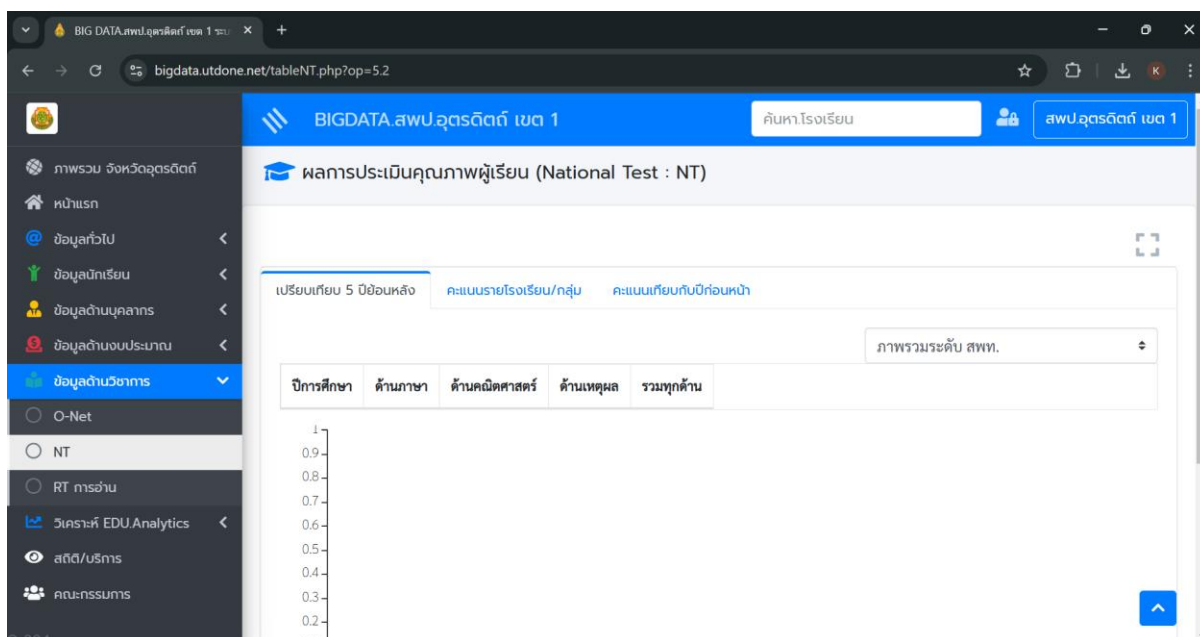 BIG DATA.สพป.อุตรดิตถ์ เขต 1 ระบ
bigdata.utdone.net/tableNT.php?op=5.2
K
BIGDATA.สพป.อุตรดิตถ์ เขต 1
ค้นหา.โรงเรียน
สพป.อุตรดิตถ์ เขต 1
ภาพรวม จังหวัดอุตรดิตถ์
หน้าแรก
ข้อมูลทั่วไป
ข้อมูลนักเรียน
ข้อมูลด้านบุคลากร
ข้อมูลด้านงบประมาณ
ข้อมูลด้านวิชาการ
O-Net
NT
RT การอ่าน
วิเคราะห์ EDU.Analytics
สถิติ/บริการ
คณะกรรมการ
ผลการประเมินคุณภาพผู้เรียน (National Test : NT)
เปรียบเทียบ 5 ปีย้อนหลัง คะแนนรายโรงเรียน/กลุ่ม คะแนนเทียบกับปีก่อนหน้า
ภาพรวมระดับ สพท.
ปีการศึกษา ด้านภาษา ด้านคณิตศาสตร์ ด้านเหตุผล รวมทุกด้าน
1
0.9
0.8
0.7
0.6
0.5
0.4
0.3
0.2